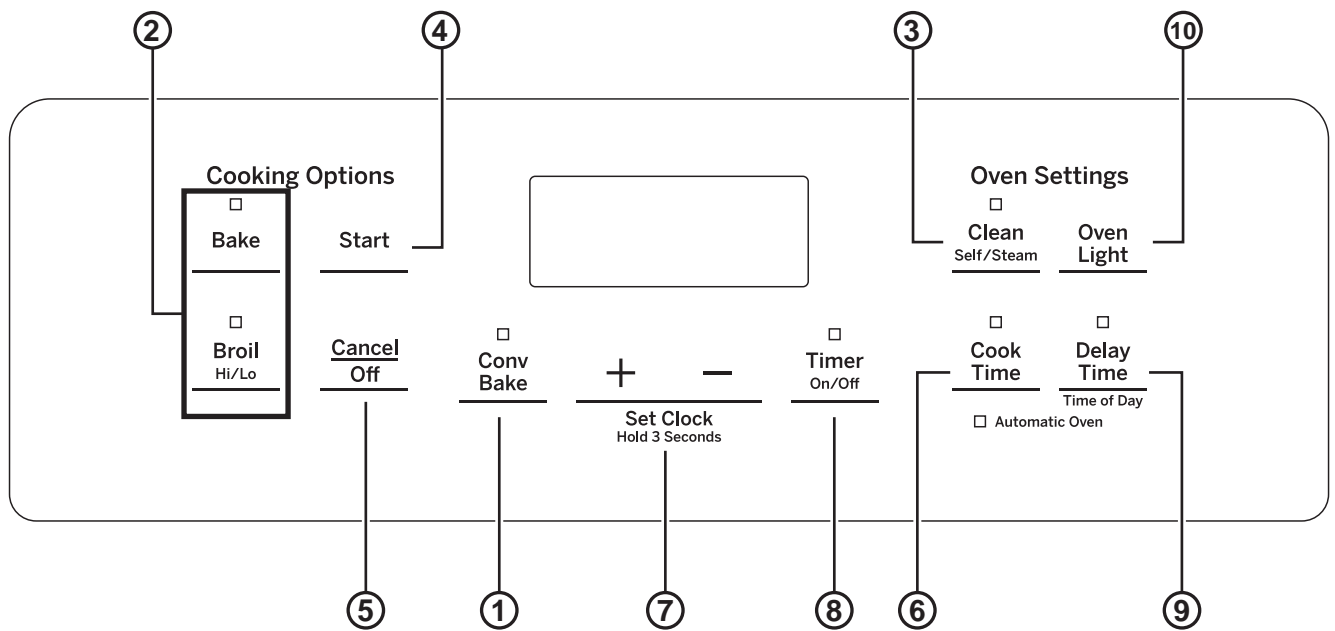 2
4
3
10
Cooking Options
Oven Settings
Bake
Start
Clean
Self/Steam
Oven
Light
Broil
Hi/Lo
Cancel
Off
Conv
Bake
+ −
Set Clock
Hold 3 Seconds
Timer
On/Off
Cook
Time
Delay
Time
Time of Day
Automatic Oven
5
1
7
8
6
9